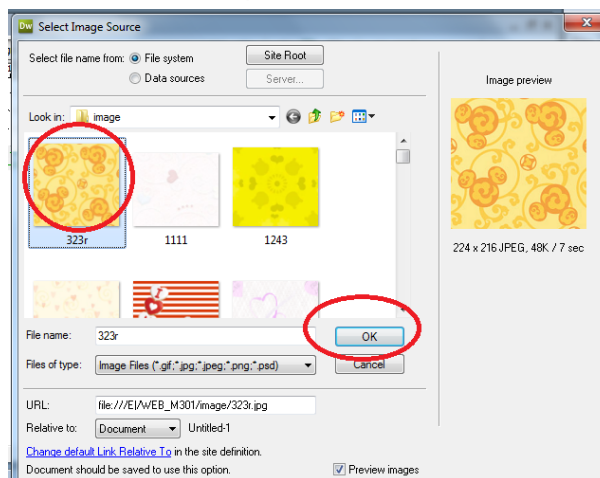 Dw Select Image Source
Select file name from: File system Site Root
Data sources Server...
Image preview
Look in: image
323r 1111 1243
224 x 216 JPEG, 48K / 7 sec
File name: 323r OK
Files of type: Image Files (*.gif;*.jpg;*.jpeg;*.png;*.psd) Cancel
URL: file:///E|/WEB_M301/image/323r.jpg
Relative to: Document Untitled-1
Change default Link Relative To in the site definition.
Document should be saved to use this option. Preview images